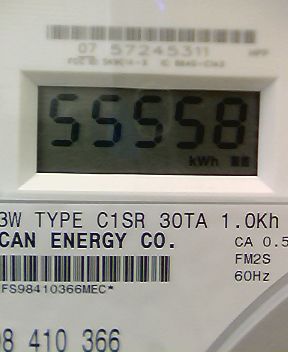 07 57245311
55558
kWh
3W TYPE C1SR 30TA 1.0Kh
CAN ENERGY CO.
CA 0.5
FM2S
60Hz
FS98410366MEC*
98 410 366